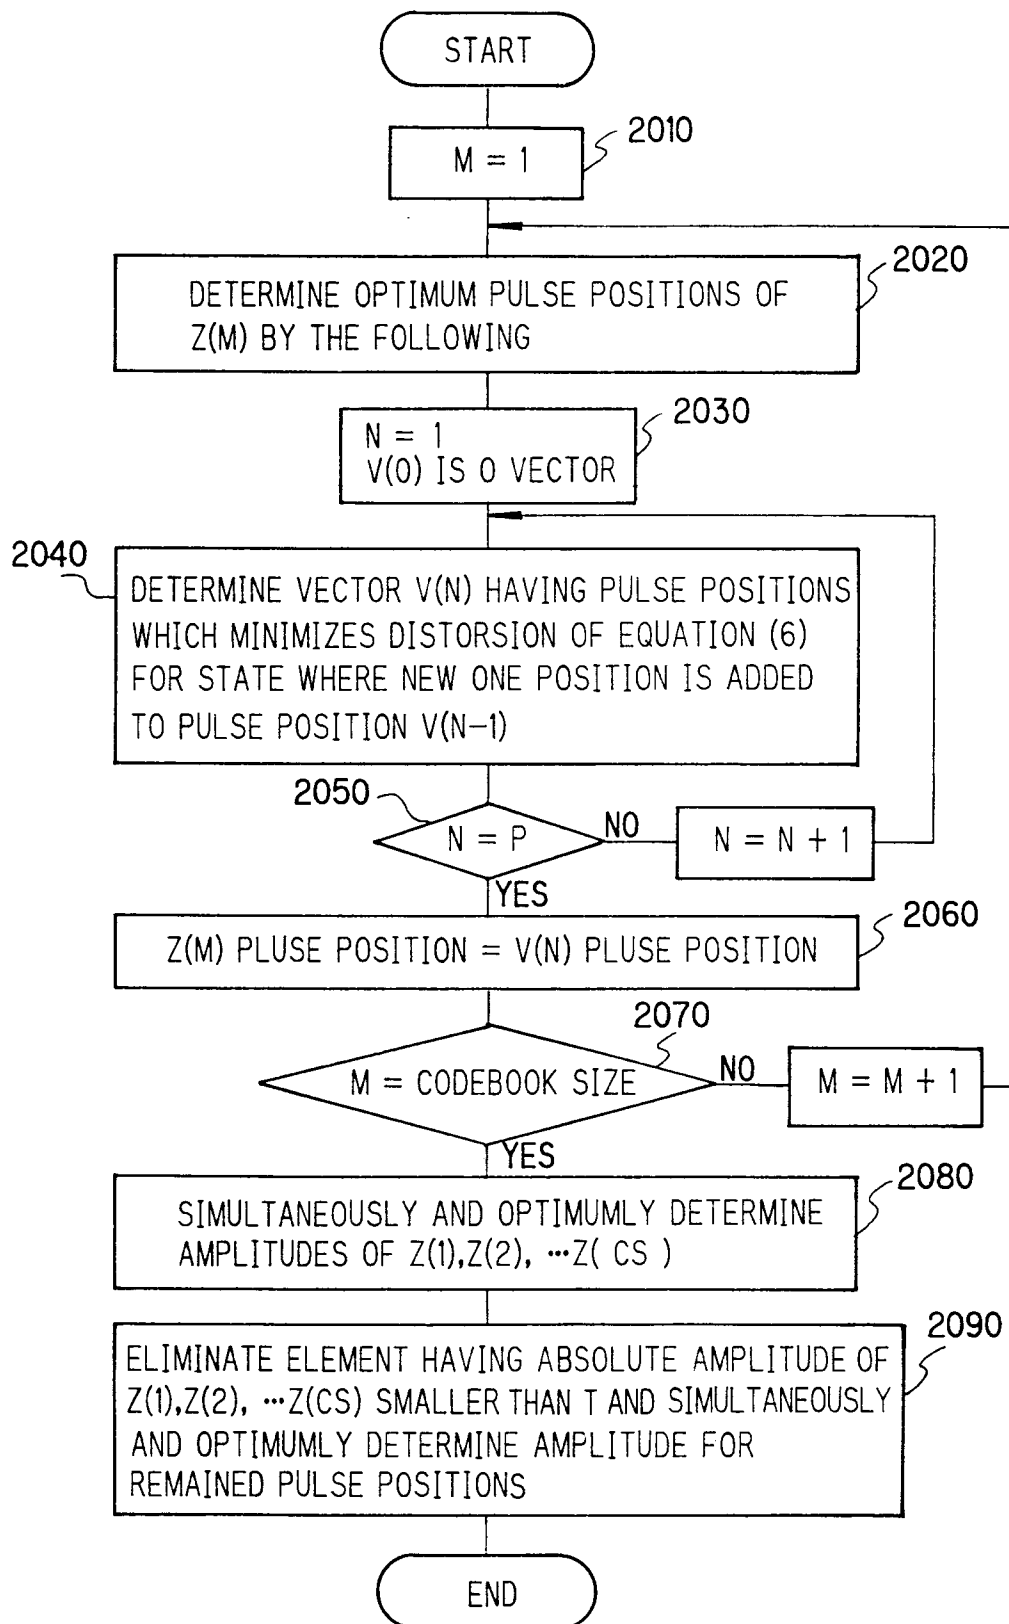 START
2010
M = 1
2020
DETERMINE OPTIMUM PULSE POSITIONS OF
Z(M) BY THE FOLLOWING
2030
N = 1
V(0) IS 0 VECTOR
2040
DETERMINE VECTOR V(N) HAVING PULSE POSITIONS
WHICH MINIMIZES DISTORSION OF EQUATION (6)
FOR STATE WHERE NEW ONE POSITION IS ADDED
TO PULSE POSITION V(N-1)
2050
N = P
NO
N = N + 1
YES
2060
Z(M) PLUSE POSITION = V(N) PLUSE POSITION
2070
M = CODEBOOK SIZE
NO
M = M + 1
YES
2080
SIMULTANEOUSLY AND OPTIMUMLY DETERMINE
AMPLITUDES OF Z(1),Z(2), ···Z( CS )
2090
ELIMINATE ELEMENT HAVING ABSOLUTE AMPLITUDE OF
Z(1),Z(2), ···Z(CS) SMALLER THAN T AND SIMULTANEOUSLY
AND OPTIMUMLY DETERMINE AMPLITUDE FOR
REMAINED PULSE POSITIONS
END